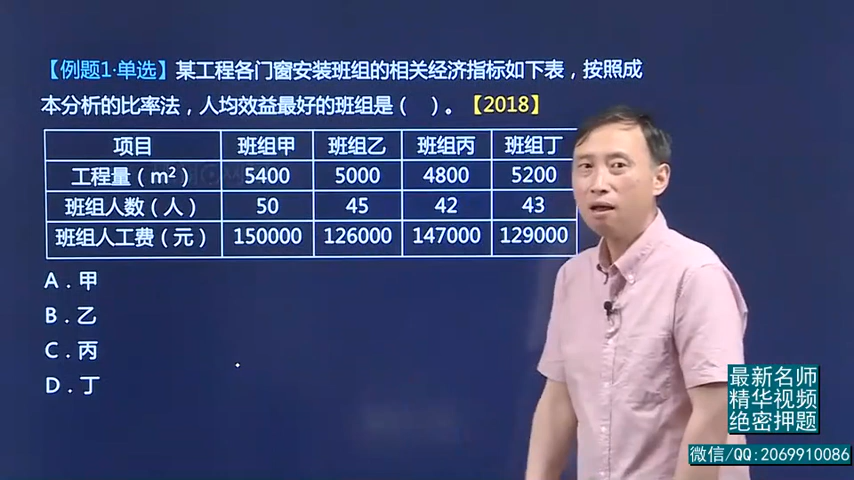 【例题1·单选】某工程各门窗安装班组的相关经济指标如下表，按照成
本分析的比率法，人均效益最好的班组是（　）。【2018】
项目 班组甲 班组乙 班组丙 班组丁
工程量（m²） 5400 5000 4800 5200
班组人数（人） 50 45 42 43
班组人工费（元） 150000 126000 147000 129000
A．甲
B．乙
C．丙
D．丁
最新名师
精华视频
绝密押题
微信/QQ:2069910086